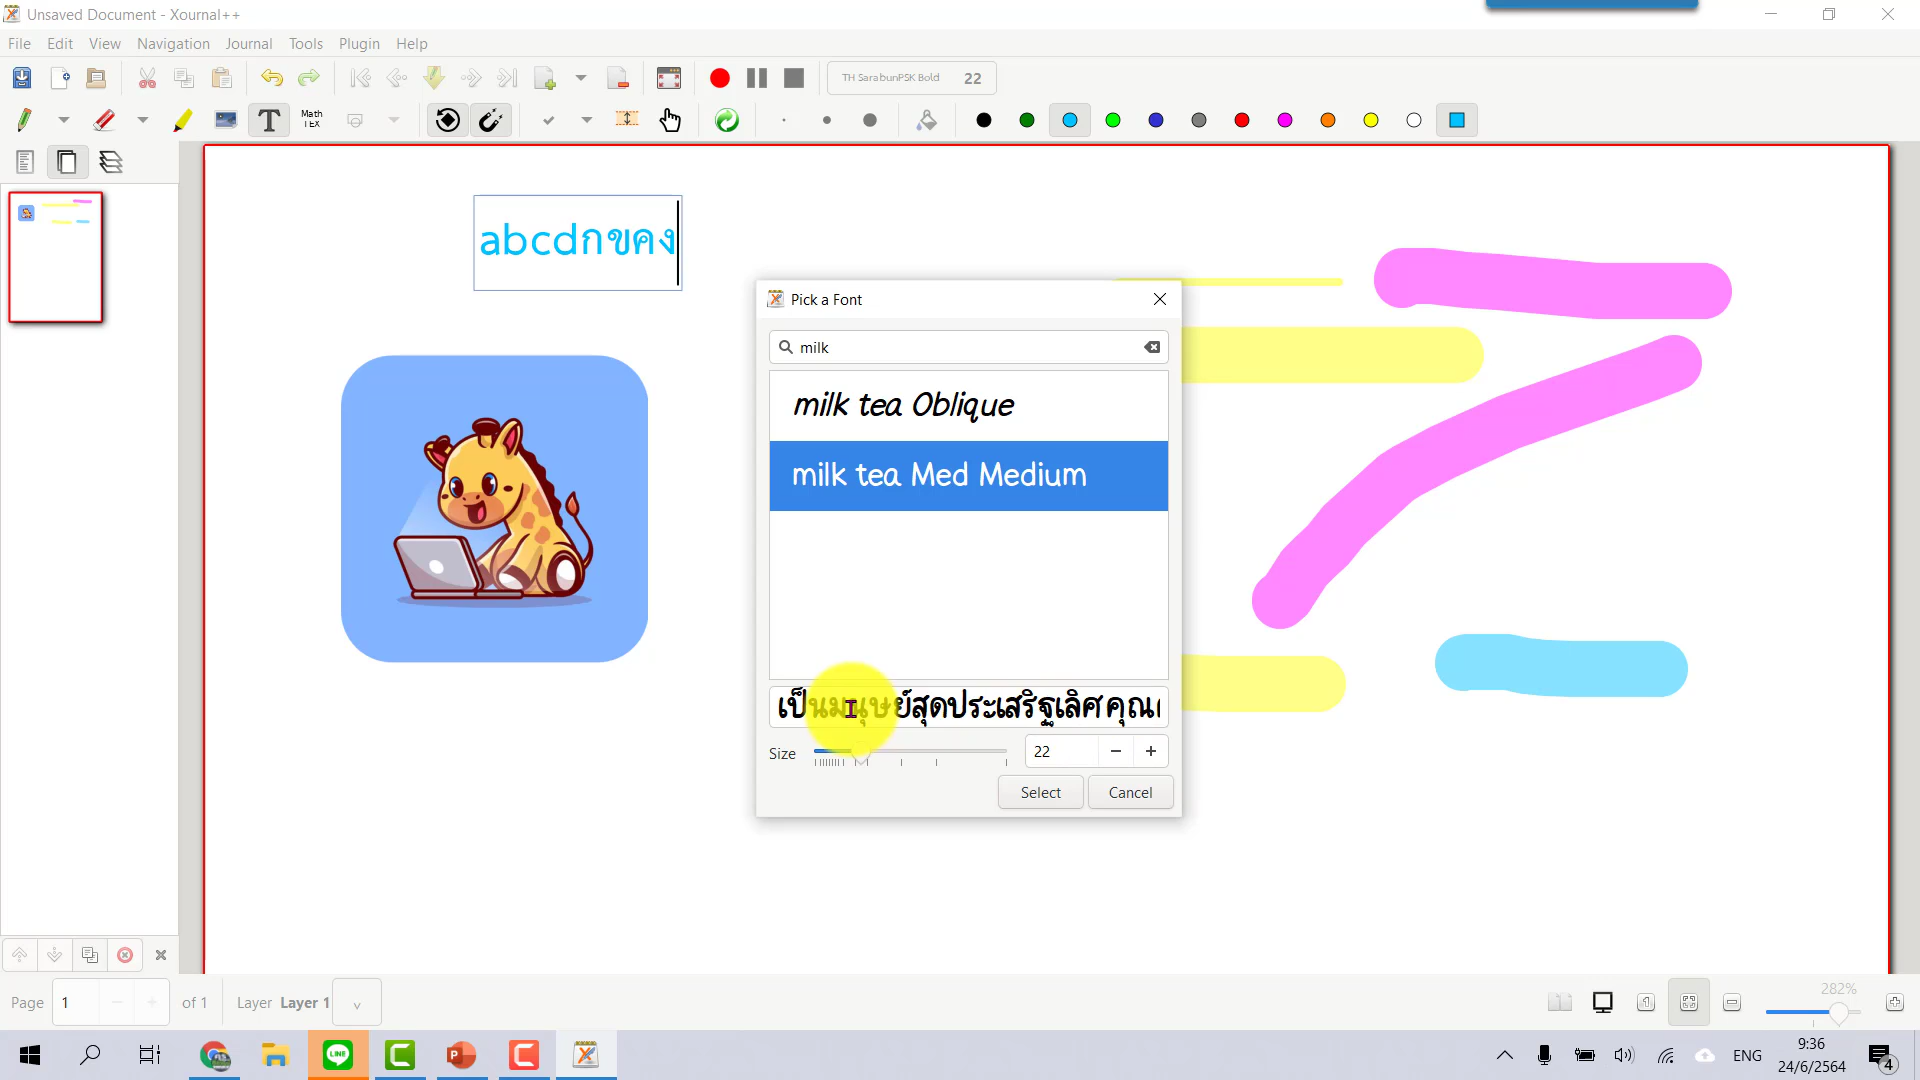 Unsaved Document - Xournal++
File Edit View Navigation Journal Tools Plugin Help
TH SarabunPSK Bold 22
Math TEX
abcdกขคง
Pick a Font
milk
milk tea Oblique
milk tea Med Medium
เป็นมนุษย์สุดประเสริฐเลิศคุณ
Size 22
Select Cancel
Page 1 of 1 Layer Layer 1
282%
LINE
ENG
9:36
24/6/2564
4